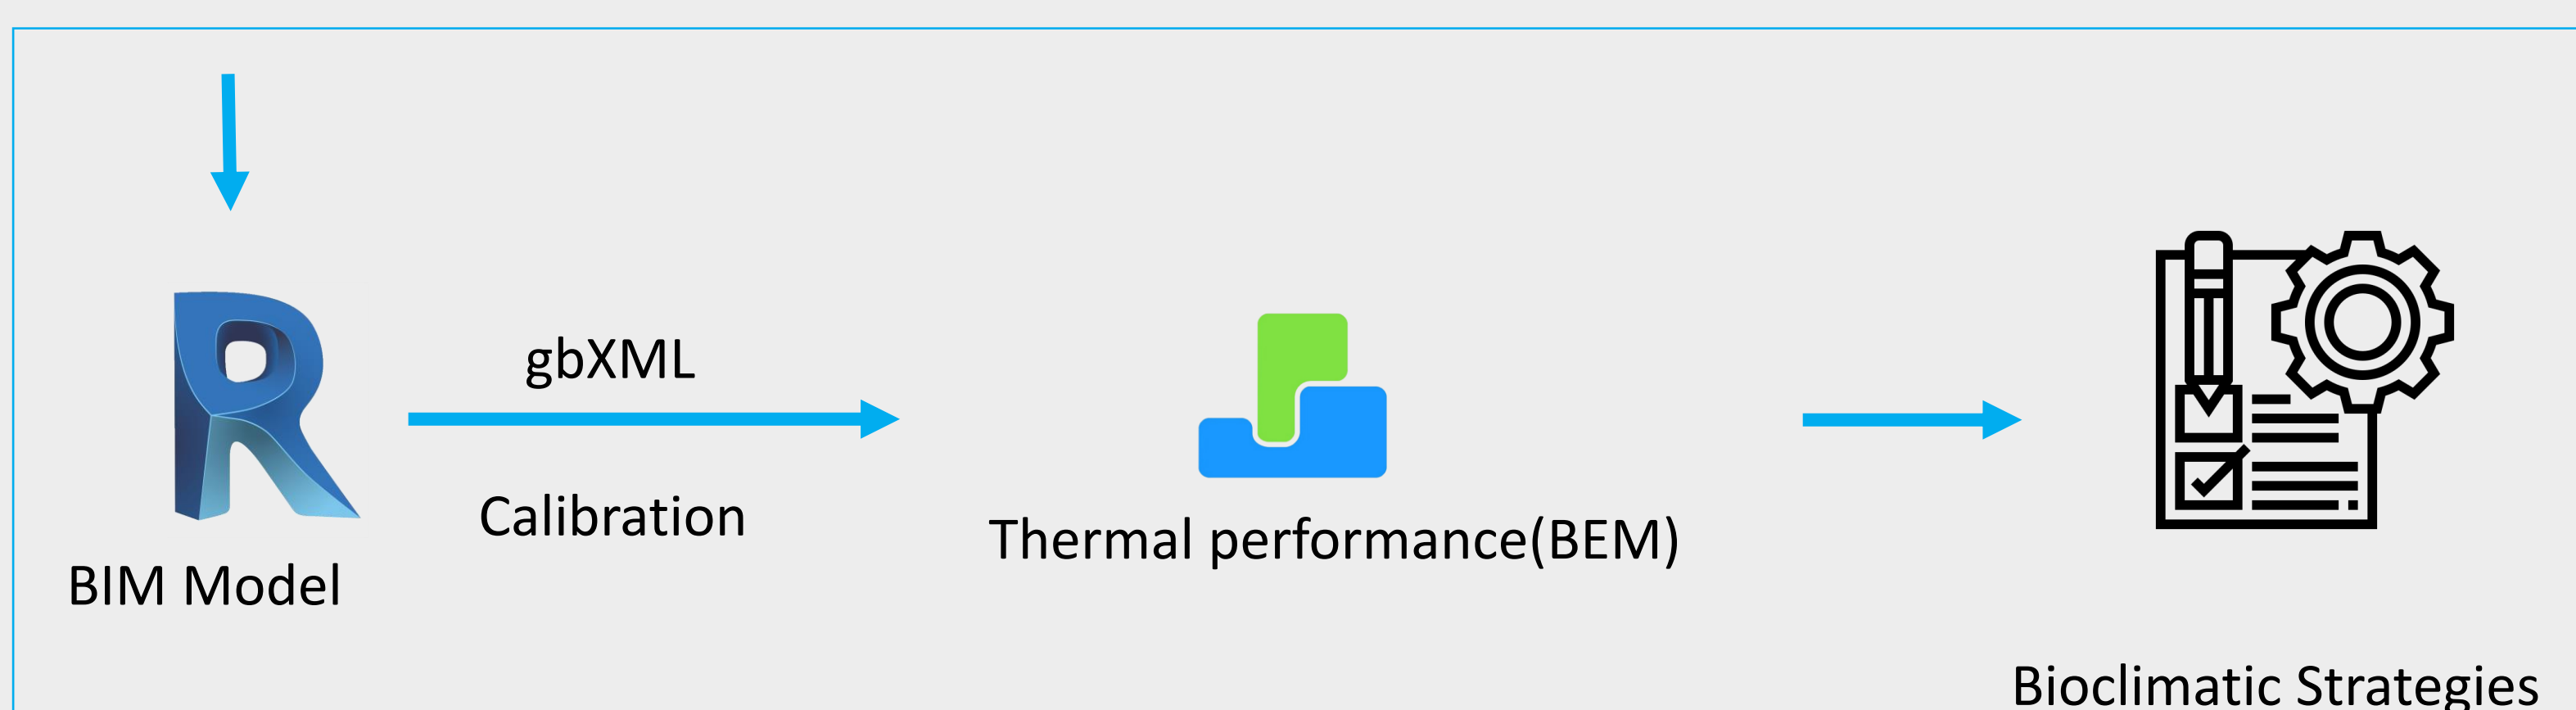 gbXML
Calibration
BIM Model
Thermal performance(BEM)
Bioclimatic Strategies